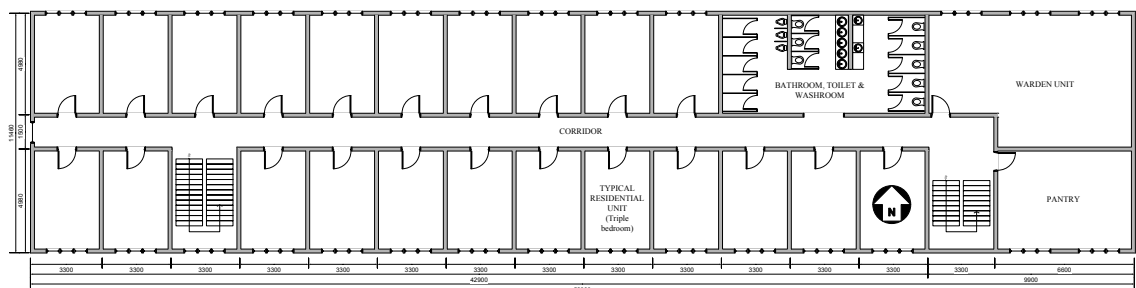 BATHROOM, TOILET &
WASHROOM
WARDEN UNIT
CORRIDOR
TYPICAL
RESIDENTIAL
UNIT
(Triple
bedroom)
N
PANTRY
4980
11460
1500
4980
3300 3300 3300 3300 3300 3300 3300 3300 3300 3300 3300 3300 3300 3300 6600
42900 9900